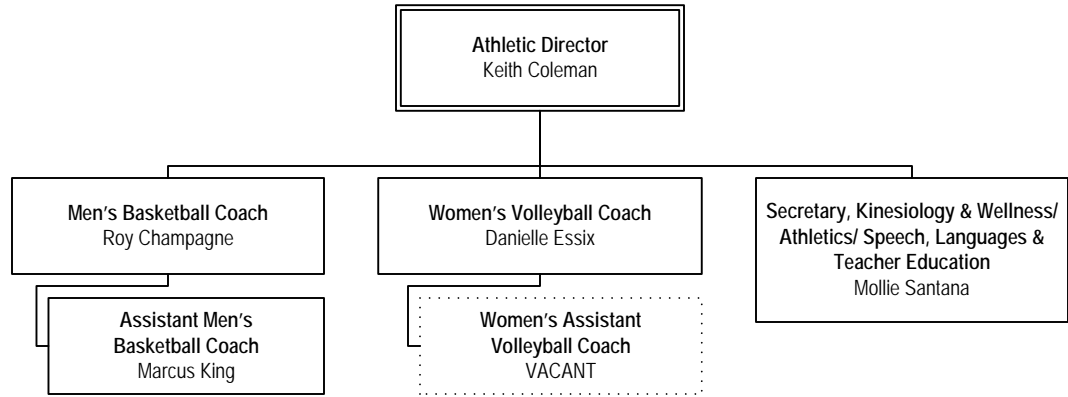 Athletic Director
Keith Coleman
Men's Basketball Coach
Roy Champagne
Women's Volleyball Coach
Danielle Essix
Secretary, Kinesiology & Wellness/
Athletics/ Speech, Languages &
Teacher Education
Mollie Santana
Assistant Men's
Basketball Coach
Marcus King
Women's Assistant
Volleyball Coach
VACANT